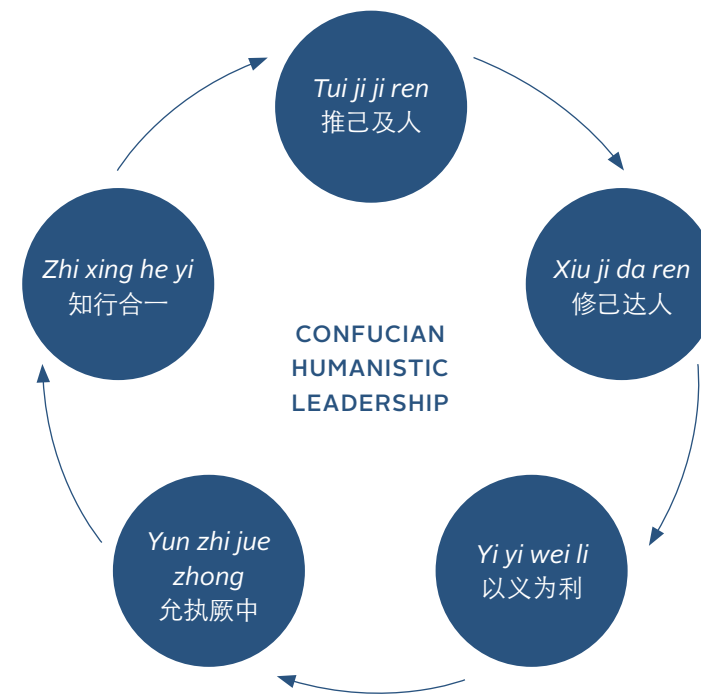 Tui ji ji ren
推己及人
Xiu ji da ren
修己达人
Yi yi wei li
以义为利
Yun zhi jue
zhong
允执厥中
Zhi xing he yi
知行合一
CONFUCIAN
HUMANISTIC
LEADERSHIP